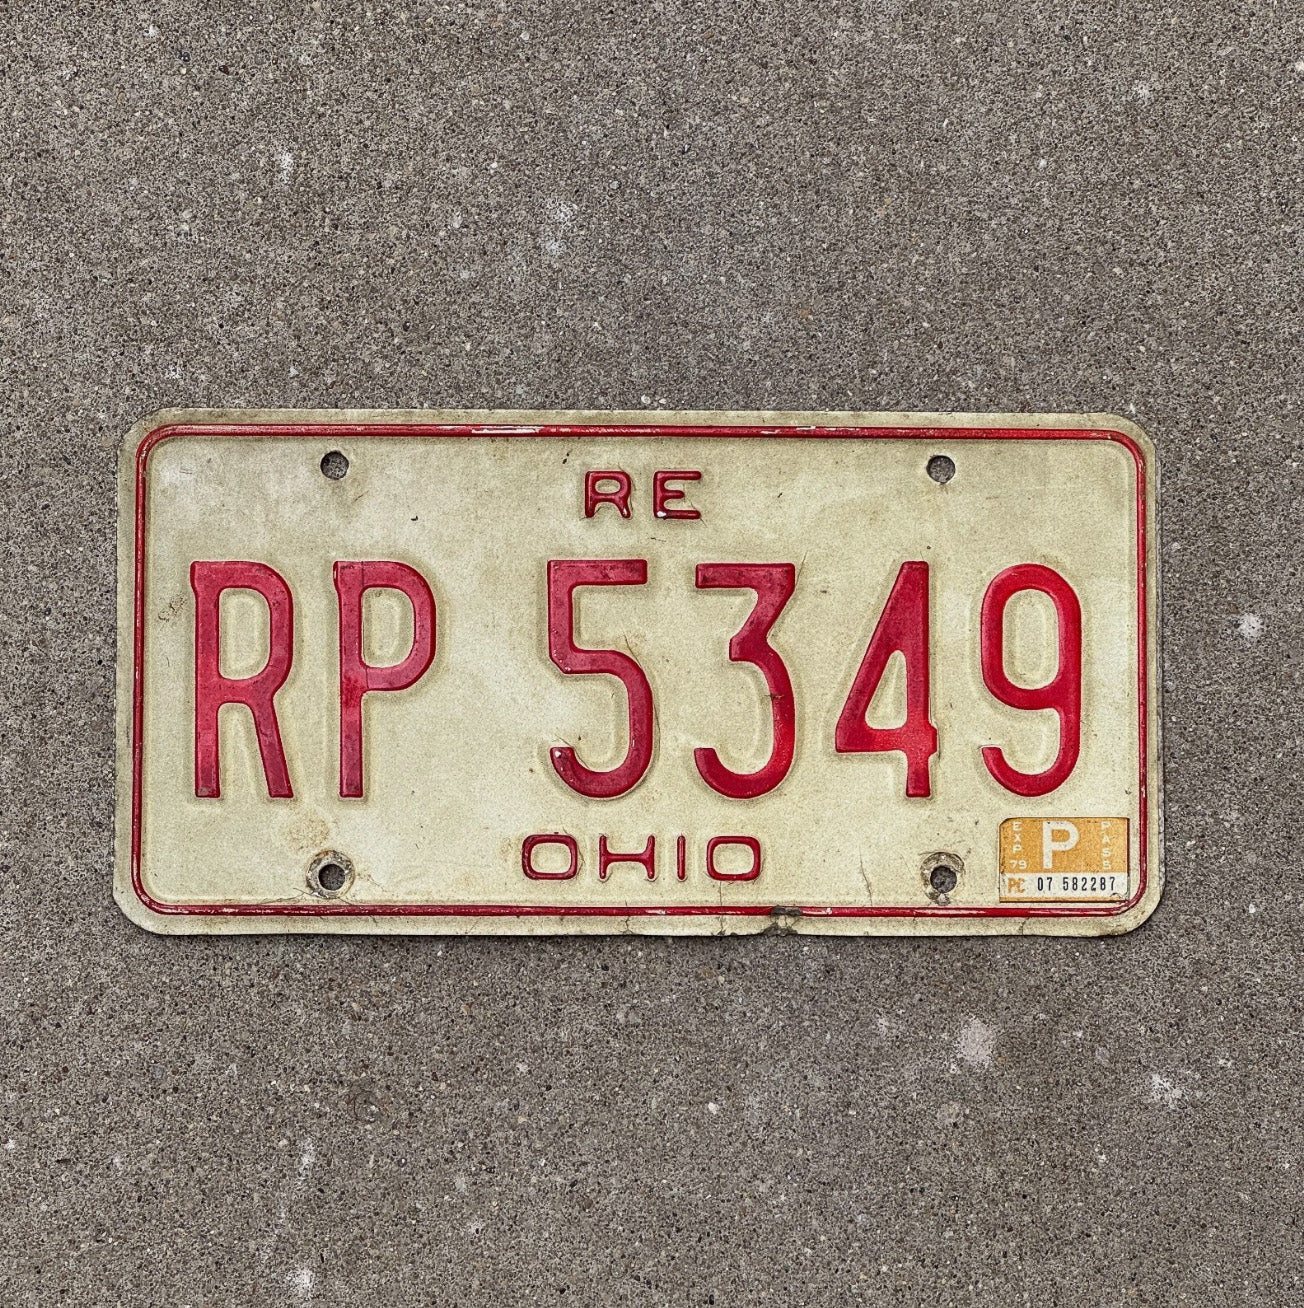 RE
RP 5349
OHIO
EXP 79 P PASS
PC 07 582287